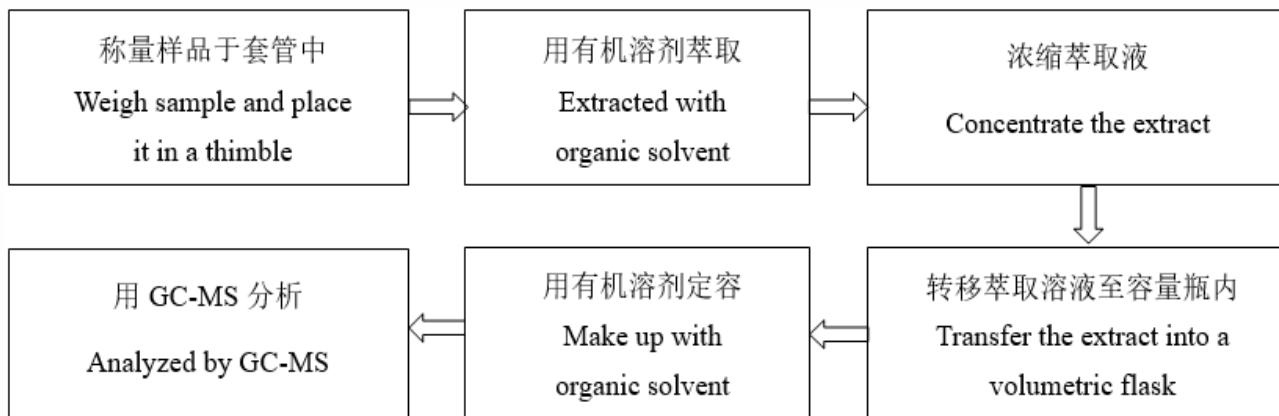 称量样品于套管中
Weigh sample and place
it in a thimble
用有机溶剂萃取
Extracted with
organic solvent
浓缩萃取液
Concentrate the extract
转移萃取溶液至容量瓶内
Transfer the extract into a
volumetric flask
用有机溶剂定容
Make up with
organic solvent
用 GC-MS 分析
Analyzed by GC-MS